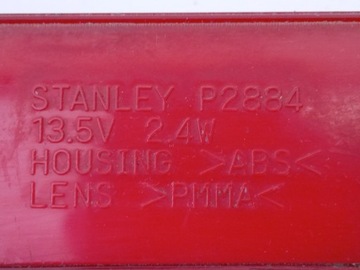 STANLEY P2884
13.5V 2.4W
HOUSING >ABS<
LENS >PMMA<